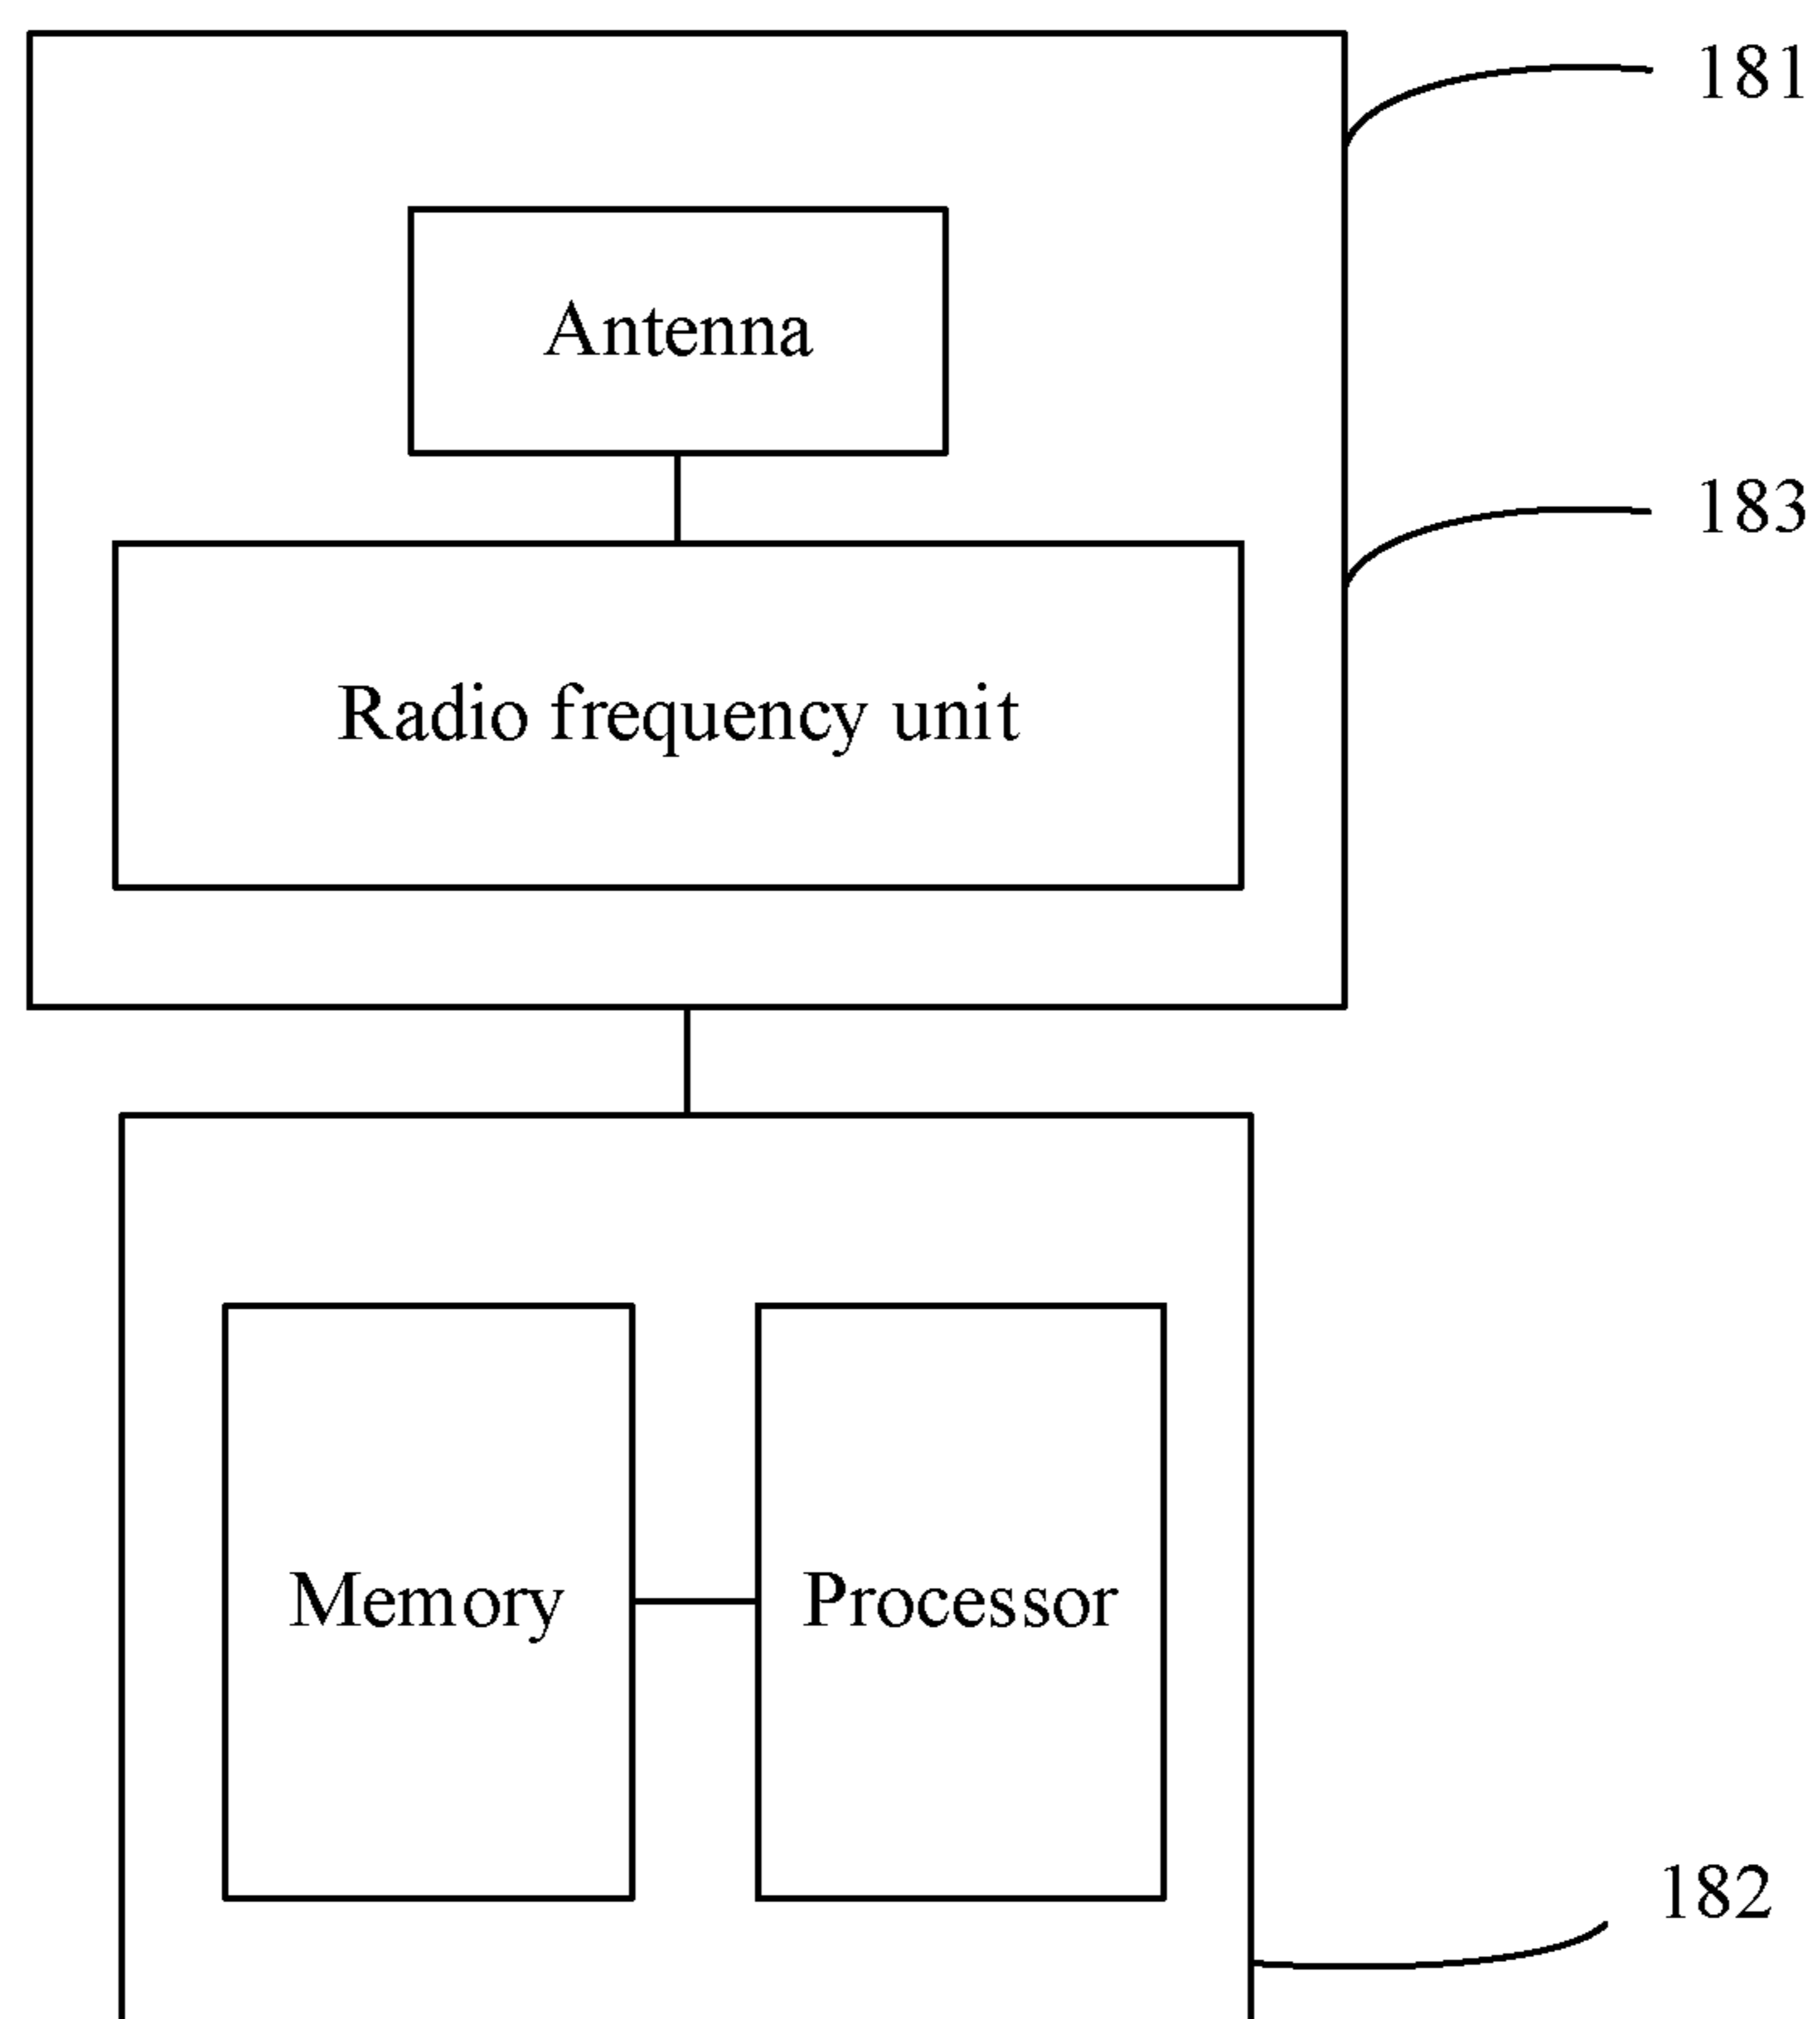 181
Antenna
183
Radio frequency unit
Memory
Processor
182